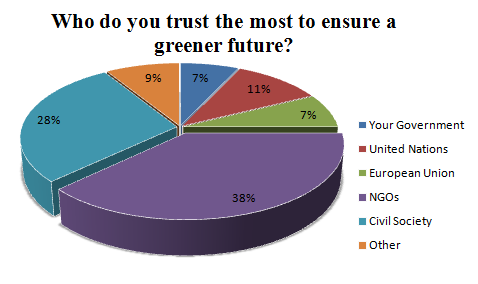 Who do you trust the most to ensure a
greener future?
9%
7%
11%
7%
28%
38%
Your Government
United Nations
European Union
NGOs
Civil Society
Other